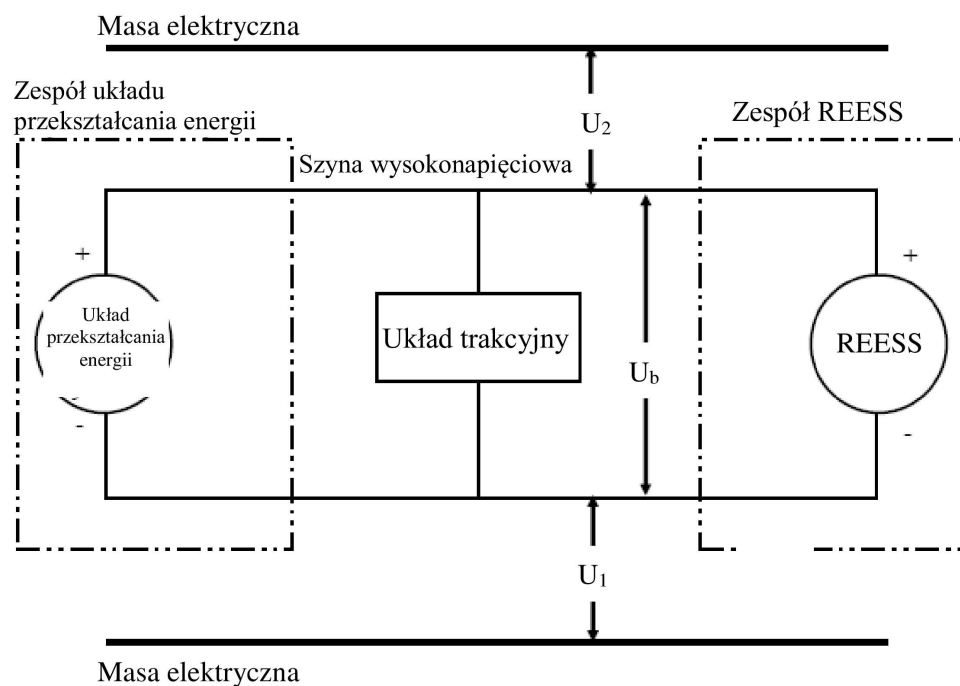 Masa elektryczna
Zespół układu
przekształcania energii
Zespół REESS
U2
Szyna wysokonapięciowa
+
+
Układ
przekształcania
energii
Układ trakcyjny
REESS
Ub
-
-
U1
Masa elektryczna